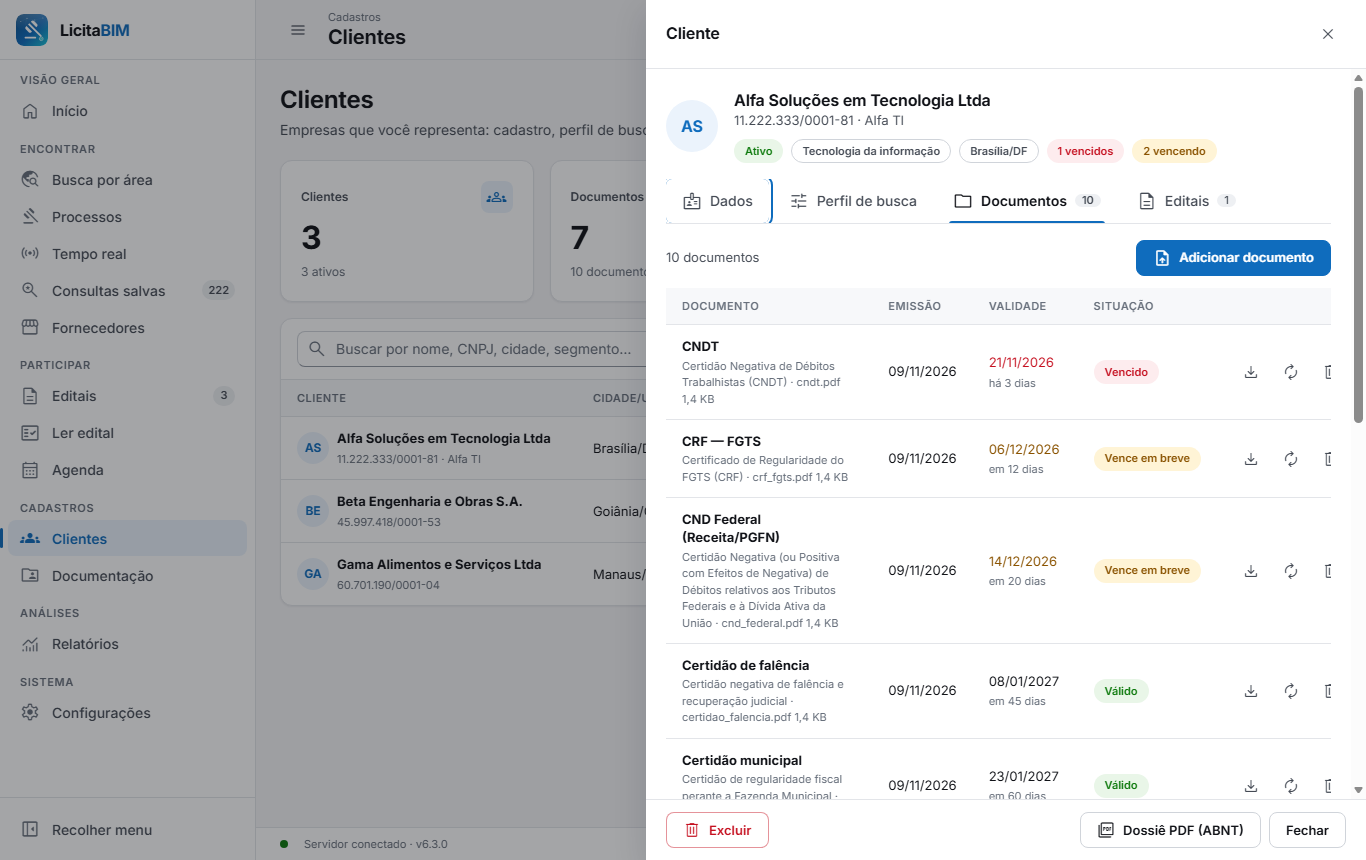 LicitaBIM
VISÃO GERAL
Início
ENCONTRAR
Busca por área
Processos
Tempo real
Consultas salvas 222
Fornecedores
PARTICIPAR
Editais 3
Ler edital
Agenda
CADASTROS
Clientes
Documentação
ANÁLISES
Relatórios
SISTEMA
Configurações
Recolher menu
Cadastros
Clientes
Clientes
Empresas que você representa: cadastro, perfil de busc
Clientes
3
3 ativos
Documentos
7
10 documento
Buscar por nome, CNPJ, cidade, segmento...
CLIENTE CIDADE/U
AS Alfa Soluções em Tecnologia Ltda Brasília/D
11.222.333/0001-81 · Alfa TI
BE Beta Engenharia e Obras S.A. Goiânia/
45.997.418/0001-53
GA Gama Alimentos e Serviços Ltda Manaus/
60.701.190/0001-04
Servidor conectado · v6.3.0
Cliente
AS
Alfa Soluções em Tecnologia Ltda
11.222.333/0001-81 · Alfa TI
Ativo Tecnologia da informação Brasília/DF 1 vencidos 2 vencendo
Dados Perfil de busca Documentos 10 Editais 1
10 documentos Adicionar documento
DOCUMENTO EMISSÃO VALIDADE SITUAÇÃO
CNDT
Certidão Negativa de Débitos
Trabalhistas (CNDT) · cndt.pdf
1,4 KB
09/11/2026
21/11/2026
há 3 dias
Vencido
CRF — FGTS
Certificado de Regularidade do
FGTS (CRF) · crf_fgts.pdf 1,4 KB
09/11/2026
06/12/2026
em 12 dias
Vence em breve
CND Federal
(Receita/PGFN)
Certidão Negativa (ou Positiva
com Efeitos de Negativa) de
Débitos relativos aos Tributos
Federais e à Dívida Ativa da
União · cnd_federal.pdf 1,4 KB
09/11/2026
14/12/2026
em 20 dias
Vence em breve
Certidão de falência
Certidão negativa de falência e
recuperação judicial ·
certidao_falencia.pdf 1,4 KB
09/11/2026
08/01/2027
em 45 dias
Válido
Certidão municipal
Certidão de regularidade fiscal
perante a Fazenda Municipal ·
09/11/2026
23/01/2027
em 60 dias
Válido
Excluir
PDF Dossiê PDF (ABNT)
Fechar